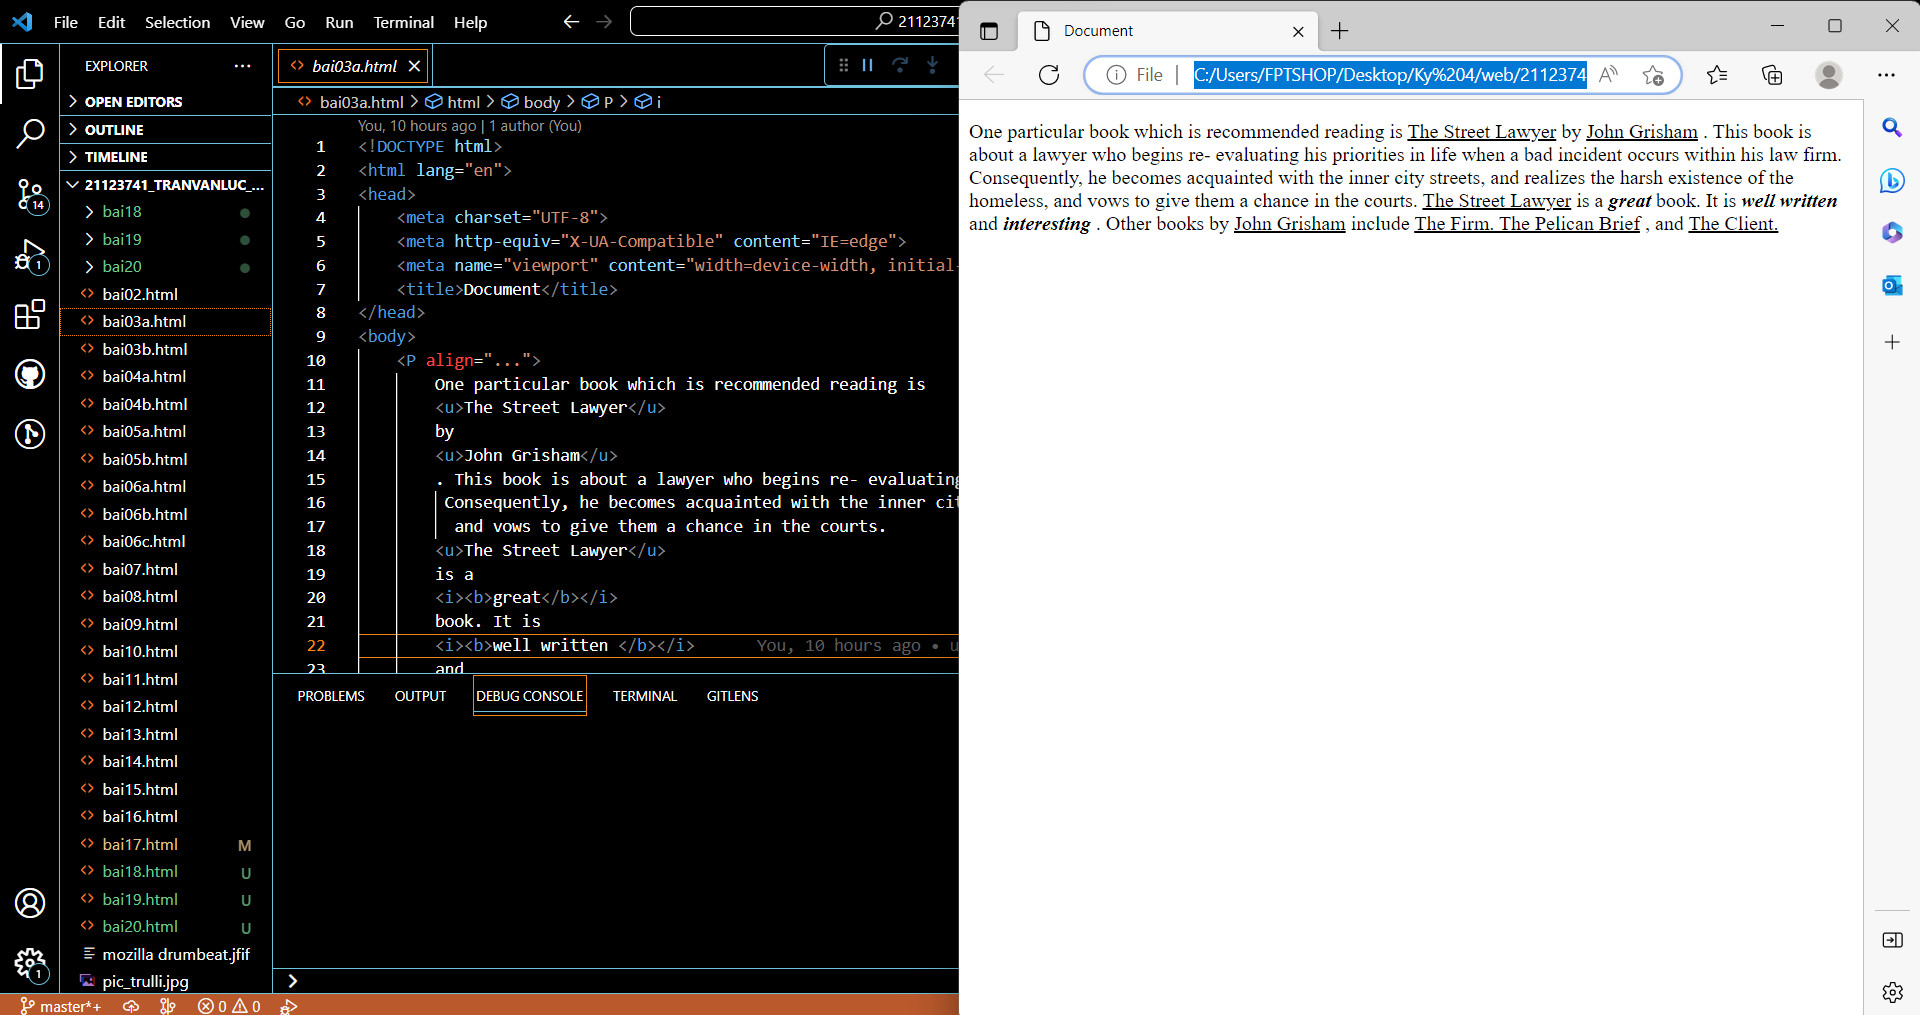 File Edit Selection View Go Run Terminal Help
21123741
EXPLORER
OPEN EDITORS
OUTLINE
TIMELINE
21123741_TRANVANLUC_...
bai18
bai19
bai20
bai02.html
bai03a.html
bai03b.html
bai04a.html
bai04b.html
bai05a.html
bai05b.html
bai06a.html
bai06b.html
bai06c.html
bai07.html
bai08.html
bai09.html
bai10.html
bai11.html
bai12.html
bai13.html
bai14.html
bai15.html
bai16.html
bai17.html M
bai18.html U
bai19.html U
bai20.html U
mozilla drumbeat.jfif
pic_trulli.jpg
14
1
1
bai03a.html
bai03a.html > html > body > P > i
You, 10 hours ago | 1 author (You)
1 <!DOCTYPE html>
2 <html lang="en">
3 <head>
4 <meta charset="UTF-8">
5 <meta http-equiv="X-UA-Compatible" content="IE=edge">
6 <meta name="viewport" content="width=device-width, initial-
7 <title>Document</title>
8 </head>
9 <body>
10 <P align="...">
11 One particular book which is recommended reading is
12 <u>The Street Lawyer</u>
13 by
14 <u>John Grisham</u>
15 . This book is about a lawyer who begins re- evaluating
16 Consequently, he becomes acquainted with the inner cit
17 and vows to give them a chance in the courts.
18 <u>The Street Lawyer</u>
19 is a
20 <i><b>great</b></i>
21 book. It is
22 <i><b>well written </b></i> You, 10 hours ago • u
23 and
PROBLEMS OUTPUT DEBUG CONSOLE TERMINAL GITLENS
master*+ 0 0
Document
File C:/Users/FPTSHOP/Desktop/Ky%204/web/2112374
One particular book which is recommended reading is The Street Lawyer by John Grisham . This book is
about a lawyer who begins re- evaluating his priorities in life when a bad incident occurs within his law firm.
Consequently, he becomes acquainted with the inner city streets, and realizes the harsh existence of the
homeless, and vows to give them a chance in the courts. The Street Lawyer is a great book. It is well written
and interesting . Other books by John Grisham include The Firm. The Pelican Brief , and The Client.